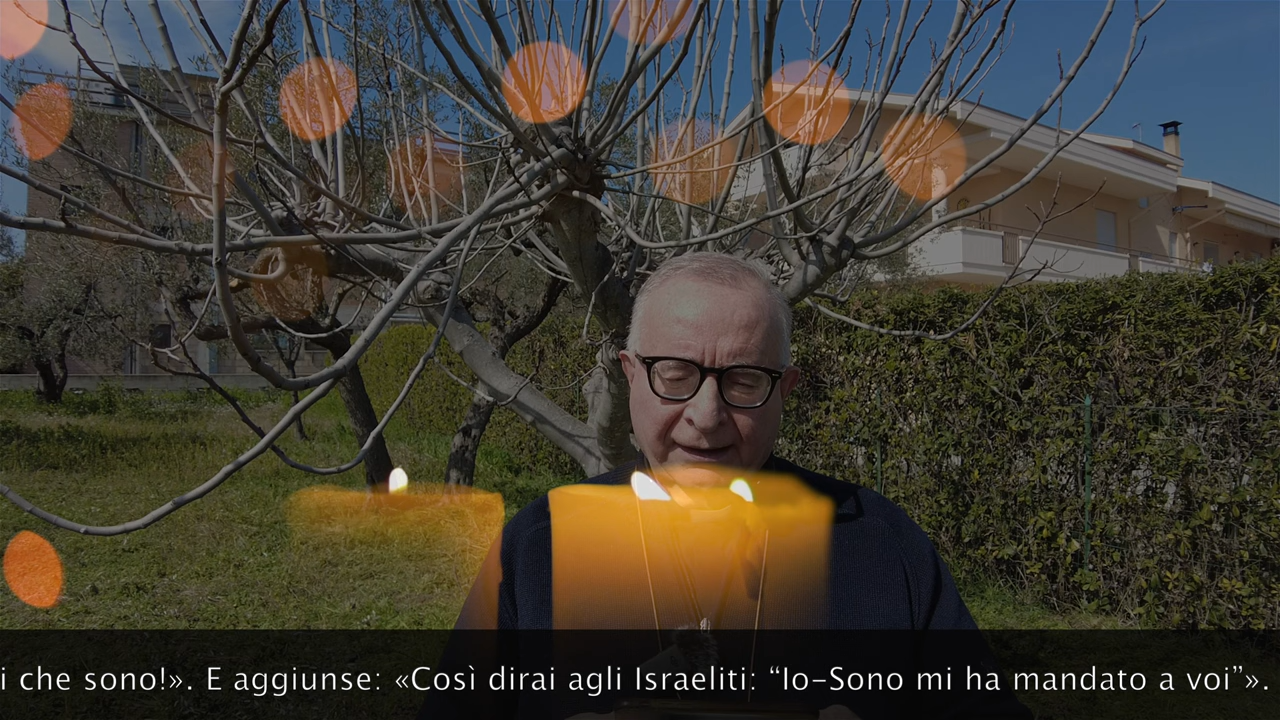 i che sono!». E aggiunse: «Così dirai agli Israeliti: “Io-Sono mi ha mandato a voi”».